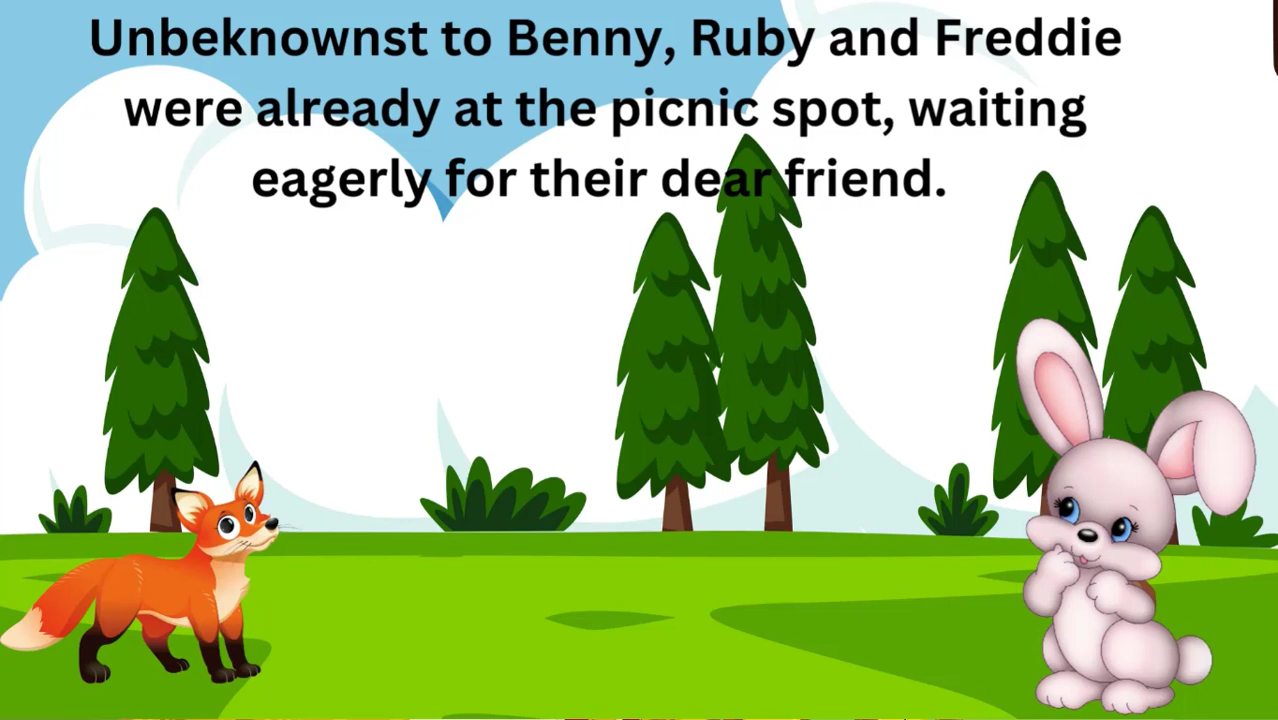 Unbeknownst to Benny, Ruby and Freddie
were already at the picnic spot, waiting
eagerly for their dear friend.